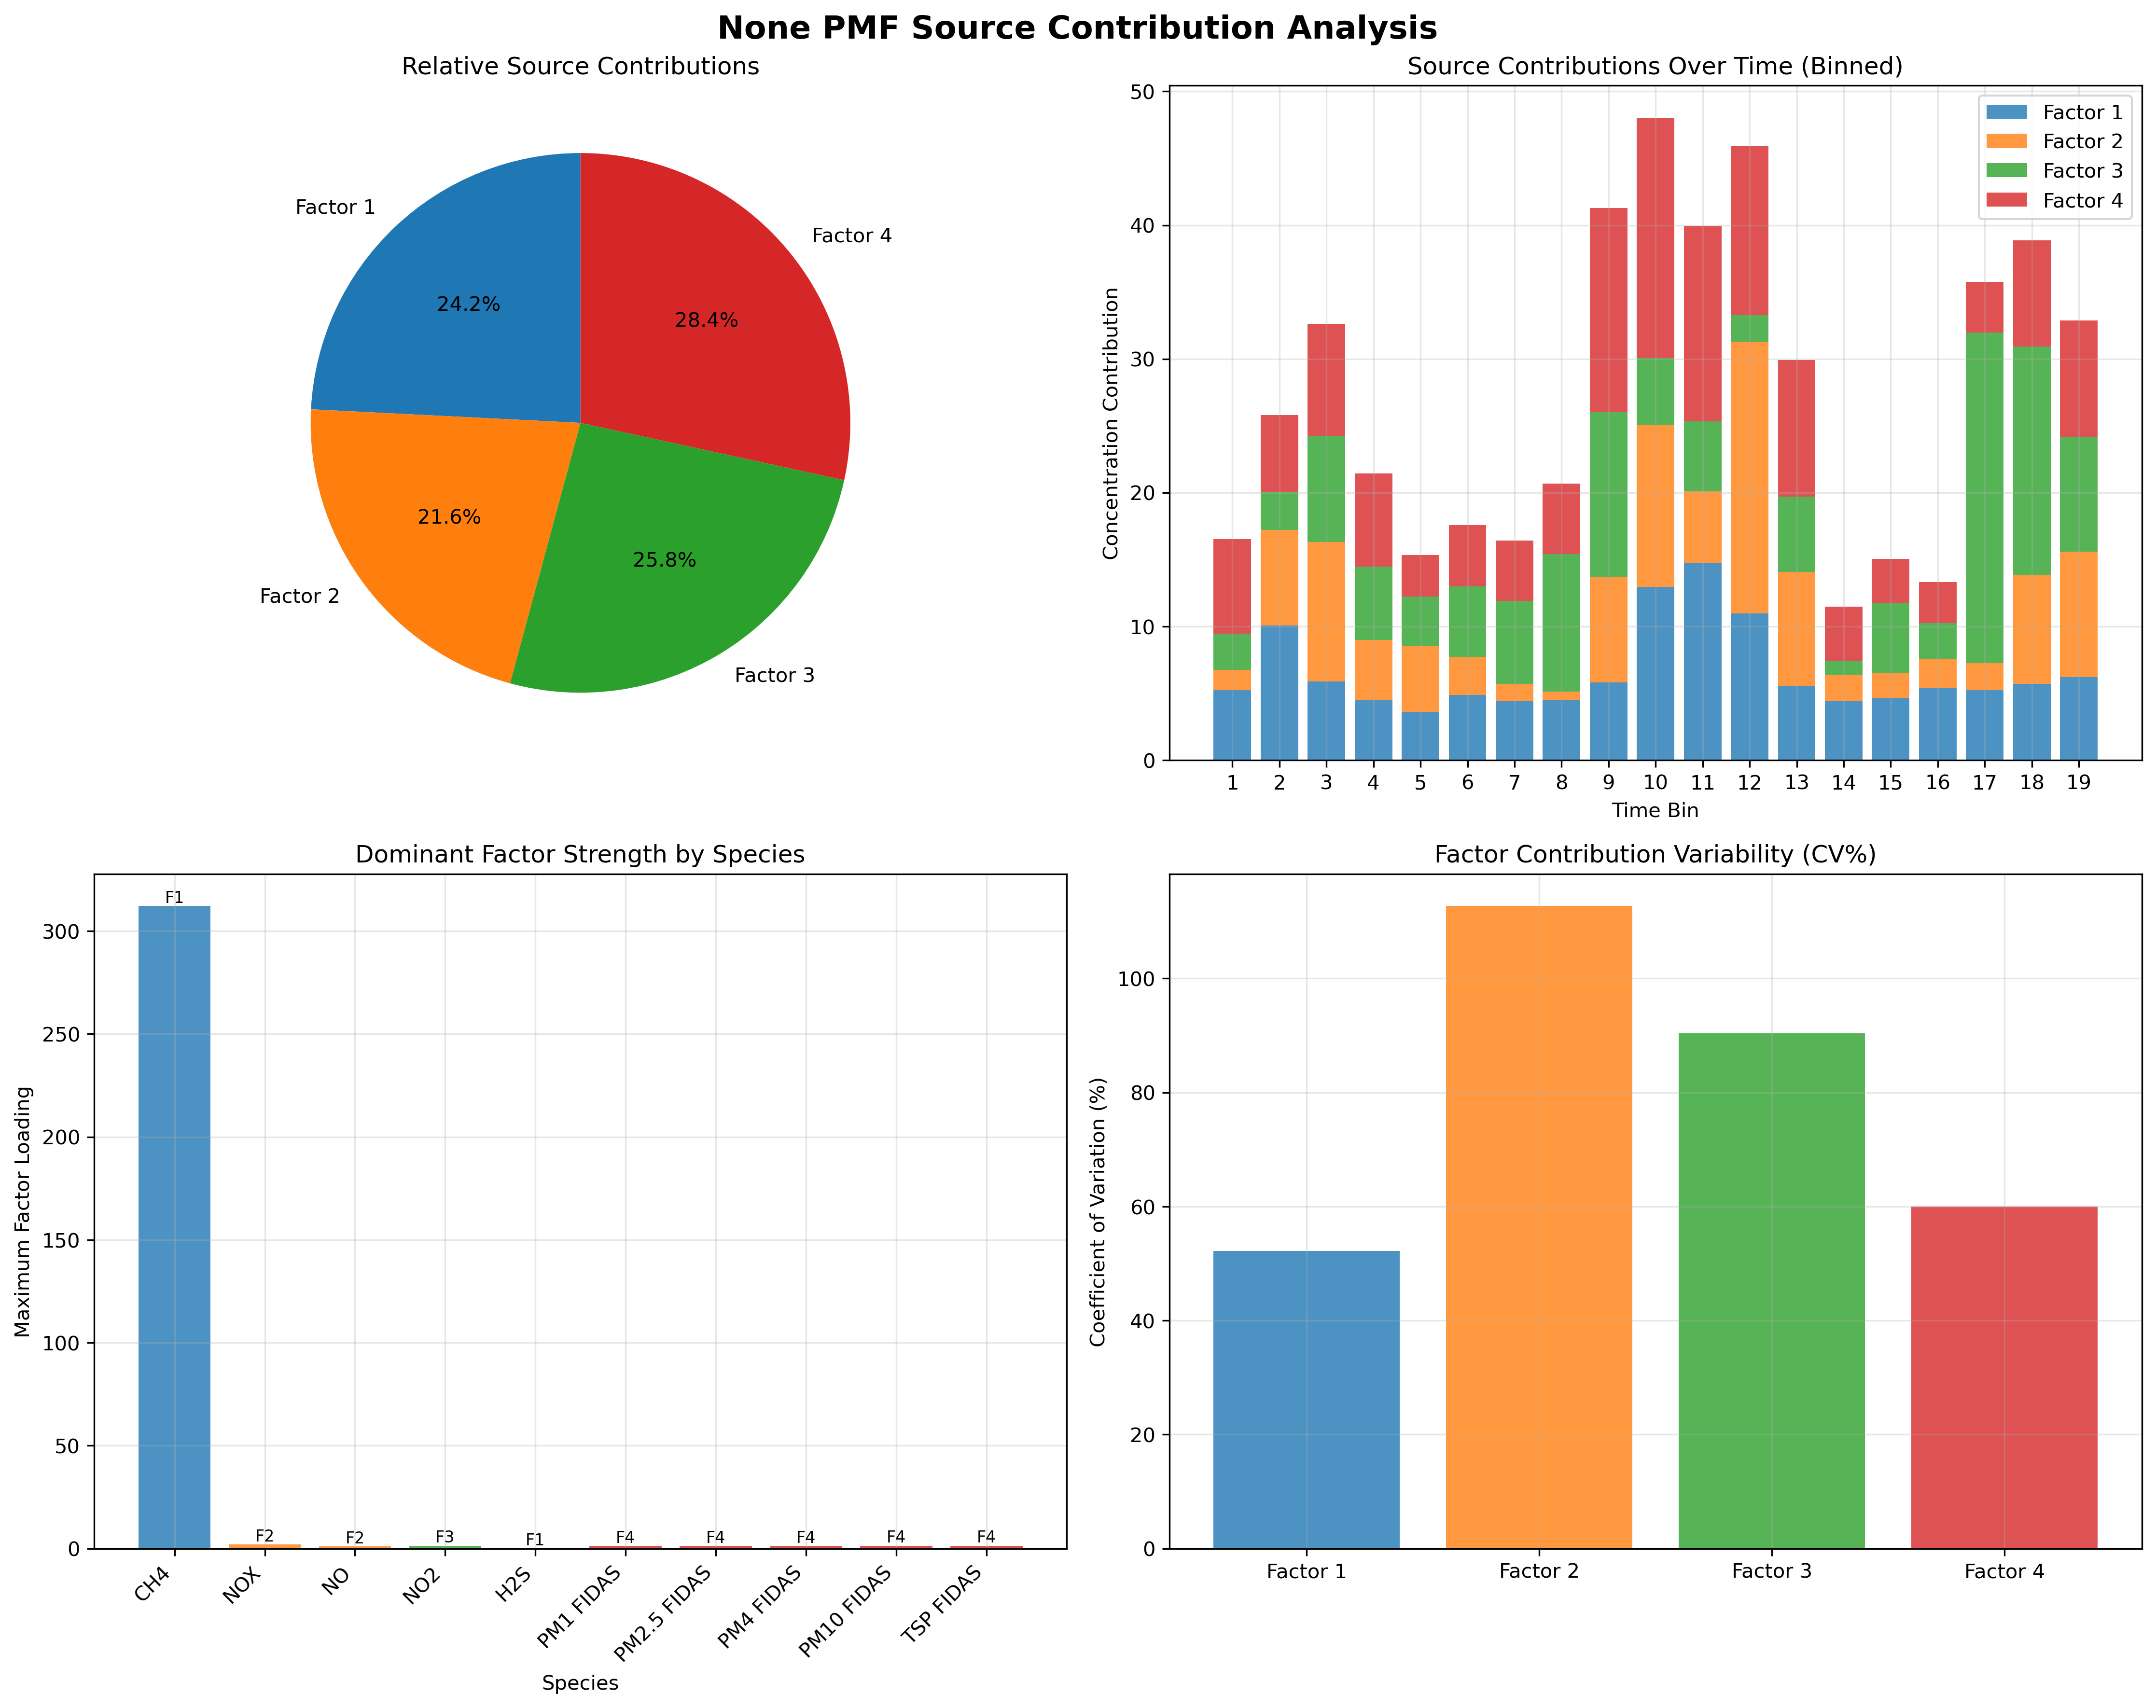 None PMF Source Contribution Analysis
Relative Source Contributions
Factor 1
Factor 4
24.2%
28.4%
21.6%
25.8%
Factor 2
Factor 3
Source Contributions Over Time (Binned)
Concentration Contribution
50
40
30
20
10
0
Factor 1
Factor 2
Factor 3
Factor 4
1 2 3 4 5 6 7 8 9 10 11 12 13 14 15 16 17 18 19
Time Bin
Dominant Factor Strength by Species
Maximum Factor Loading
300
250
200
150
100
50
0
F1 F2 F2 F3 F1 F4 F4 F4 F4 F4
CH4 NOX NO NO2 H2S PM1 FIDAS PM2.5 FIDAS PM4 FIDAS PM10 FIDAS TSP FIDAS
Species
Factor Contribution Variability (CV%)
Coefficient of Variation (%)
100
80
60
40
20
0
Factor 1 Factor 2 Factor 3 Factor 4